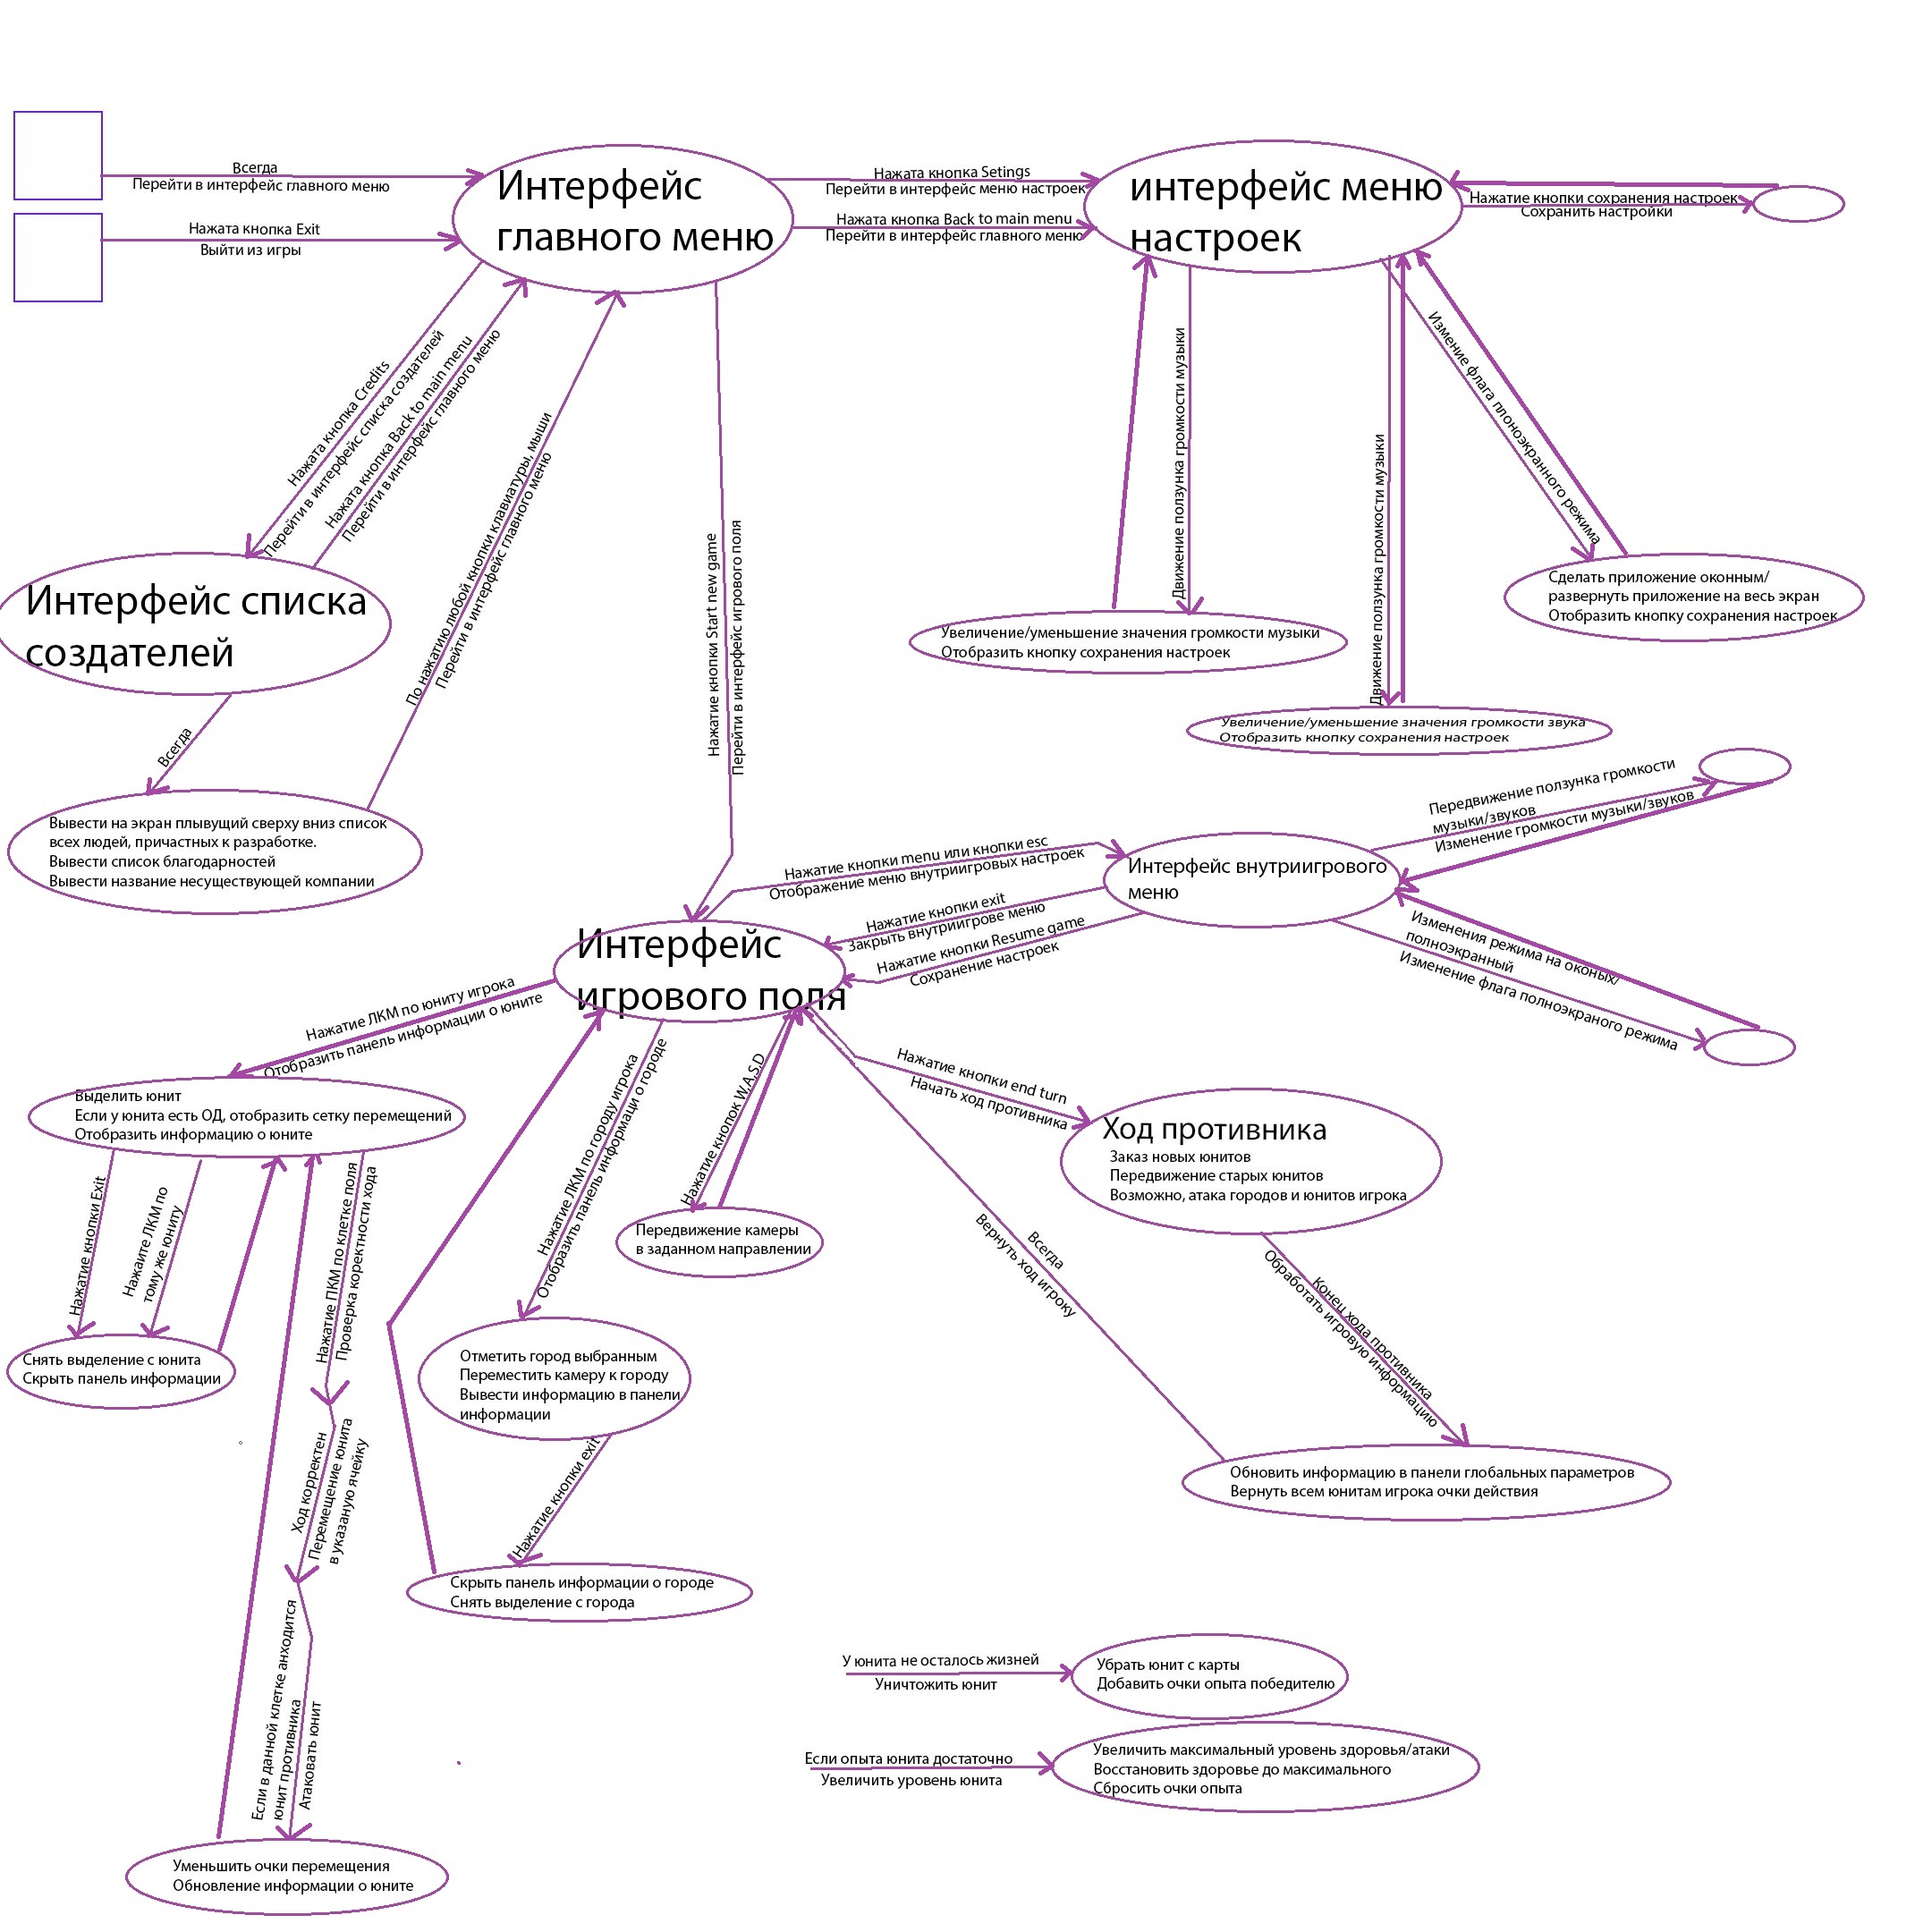 Всегда
Перейти в интерфейс главного меню
Нажата кнопка Exit
Выйти из игры
Интерфейс
главного меню
Нажата кнопка Setings
Перейти в интерфейс меню настроек
Нажата кнопка Back to main menu
Перейти в интерфейс главного меню
интерфейс меню
настроек
Нажатие кнопки сохранения настроек
Сохранить настройки
Нажата кнопка Credits
Перейти в интерфейс списка создателей
Нажата кнопка Back to main menu
Перейти в интерфейс главного меню
По нажатию любой кнопки клавиатуры, мыши
Перейти в интерфейс главного меню
Нажатие кнопки Start new game
Перейти в интерфейс игрового поля
Движение ползунка громкости музыки
Движение ползунка громкости музыки
Измение флага плоноэкранного режима
Интерфейс списка
создателей
Увеличение/уменьшение значения громкости музыки
Отобразить кнопку сохранения настроек
Сделать приложение оконным/
развернуть приложение на весь экран
Отобразить кнопку сохранения настроек
Увеличение/уменьшение значения громкости звука
Отобразить кнопку сохранения настроек
Всегда
Вывести на экран плывущий сверху вниз список
всех людей, причастных к разработке.
Вывести список благодарностей
Вывести название несуществующей компании
Нажатие кнопки menu или кнопки esc
Отображение меню внутриигровых настроек
Интерфейс внутриигрового
меню
Передвижение ползунка громкости
музыки/звуков
Изменение громкости музыки/звуков
Нажатие кнопки exit
Закрыть внутриигрове меню
Нажатие кнопки Resume game
Сохранение настроек
Изменения режима на оконых/
полноэкранный
Изменение флага полноэкраного режима
Интерфейс
игрового поля
Нажатие ЛКМ по юниту игрока
Отобразить панель информации о юните
Выделить юнит
Если у юнита есть ОД, отобразить сетку перемещений
Отобразить информацию о юните
Нажатие ЛКМ по городу игрока
Отобразить панель информаци о городе
Нажатие кнопок W,A,S,D
Передвижение камеры
в заданном направлении
Нажатие кнопки end turn
Начать ход противника
Ход противника
Заказ новых юнитов
Передвижение старых юнитов
Возможно, атака городов и юнитов игрока
Всегда
Вернуть ход игроку
Конец хода противника
Обработать игровую информацию
Обновить информацию в панели глобальных параметров
Вернуть всем юнитам игрока очки действия
Нажатие кнопки Exit
Нажаите ЛКМ по
тому же юниту
Нажатие ПКМ по клетке поля
Проверка коректности хода
Снять выделение с юнита
Скрыть панель информации
Отметить город выбранным
Переместить камеру к городу
Вывести информацию в панели
информации
Нажатие кнопки exit
Скрыть панель информации о городе
Снять выделение с города
Ход корректен
Перемещение юнита
в указаную ячейку
Если в данной клетке анходится
юнит противника
Атаковать юнит
Уменьшить очки перемещения
Обновление информации о юните
У юнита не осталось жизней
Уничтожить юнит
Убрать юнит с карты
Добавить очки опыта победителю
Если опыта юнита достаточно
Увеличить уровень юнита
Увеличить максимальный уровень здоровья/атаки
Восстановить здоровье до максимального
Сбросить очки опыта